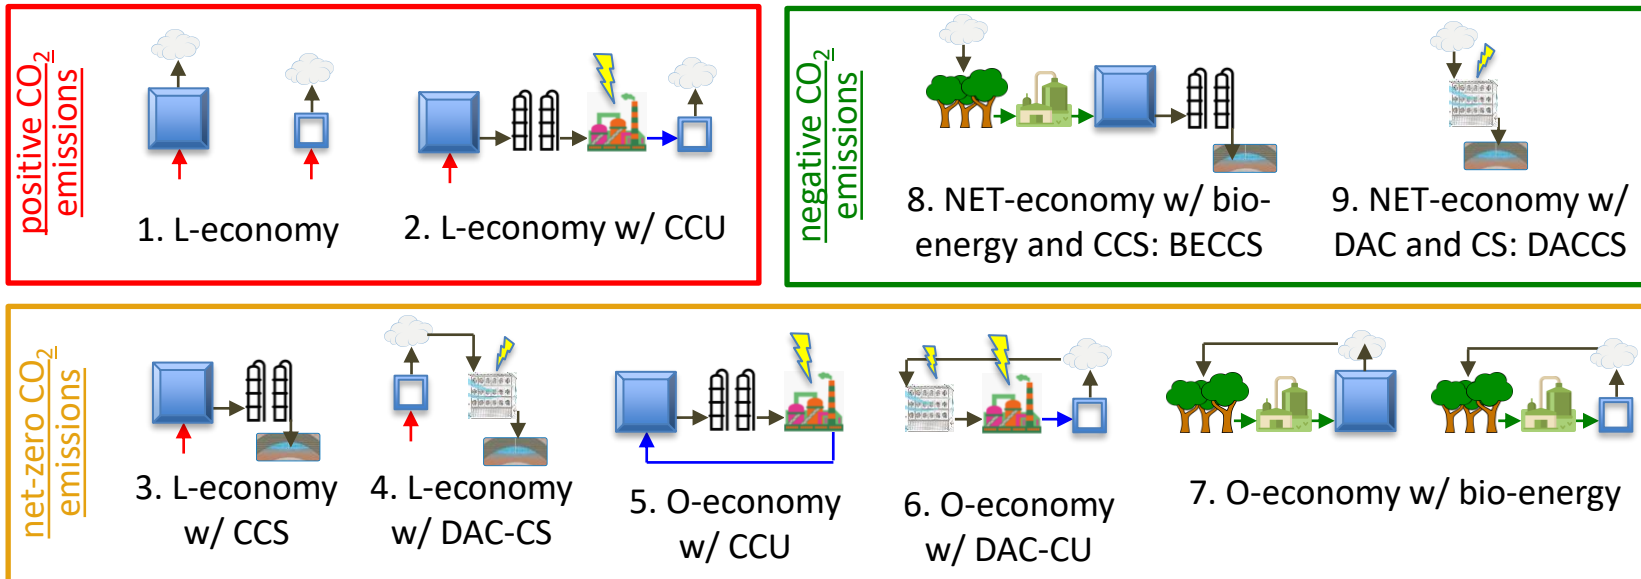 positive CO2
emissions
1. L-economy
2. L-economy w/ CCU
negative CO2
emissions
8. NET-economy w/ bio-
energy and CCS: BECCS
9. NET-economy w/
DAC and CS: DACCS
net-zero CO2
emissions
3. L-economy
w/ CCS
4. L-economy
w/ DAC-CS
5. O-economy
w/ CCU
6. O-economy
w/ DAC-CU
7. O-economy w/ bio-energy